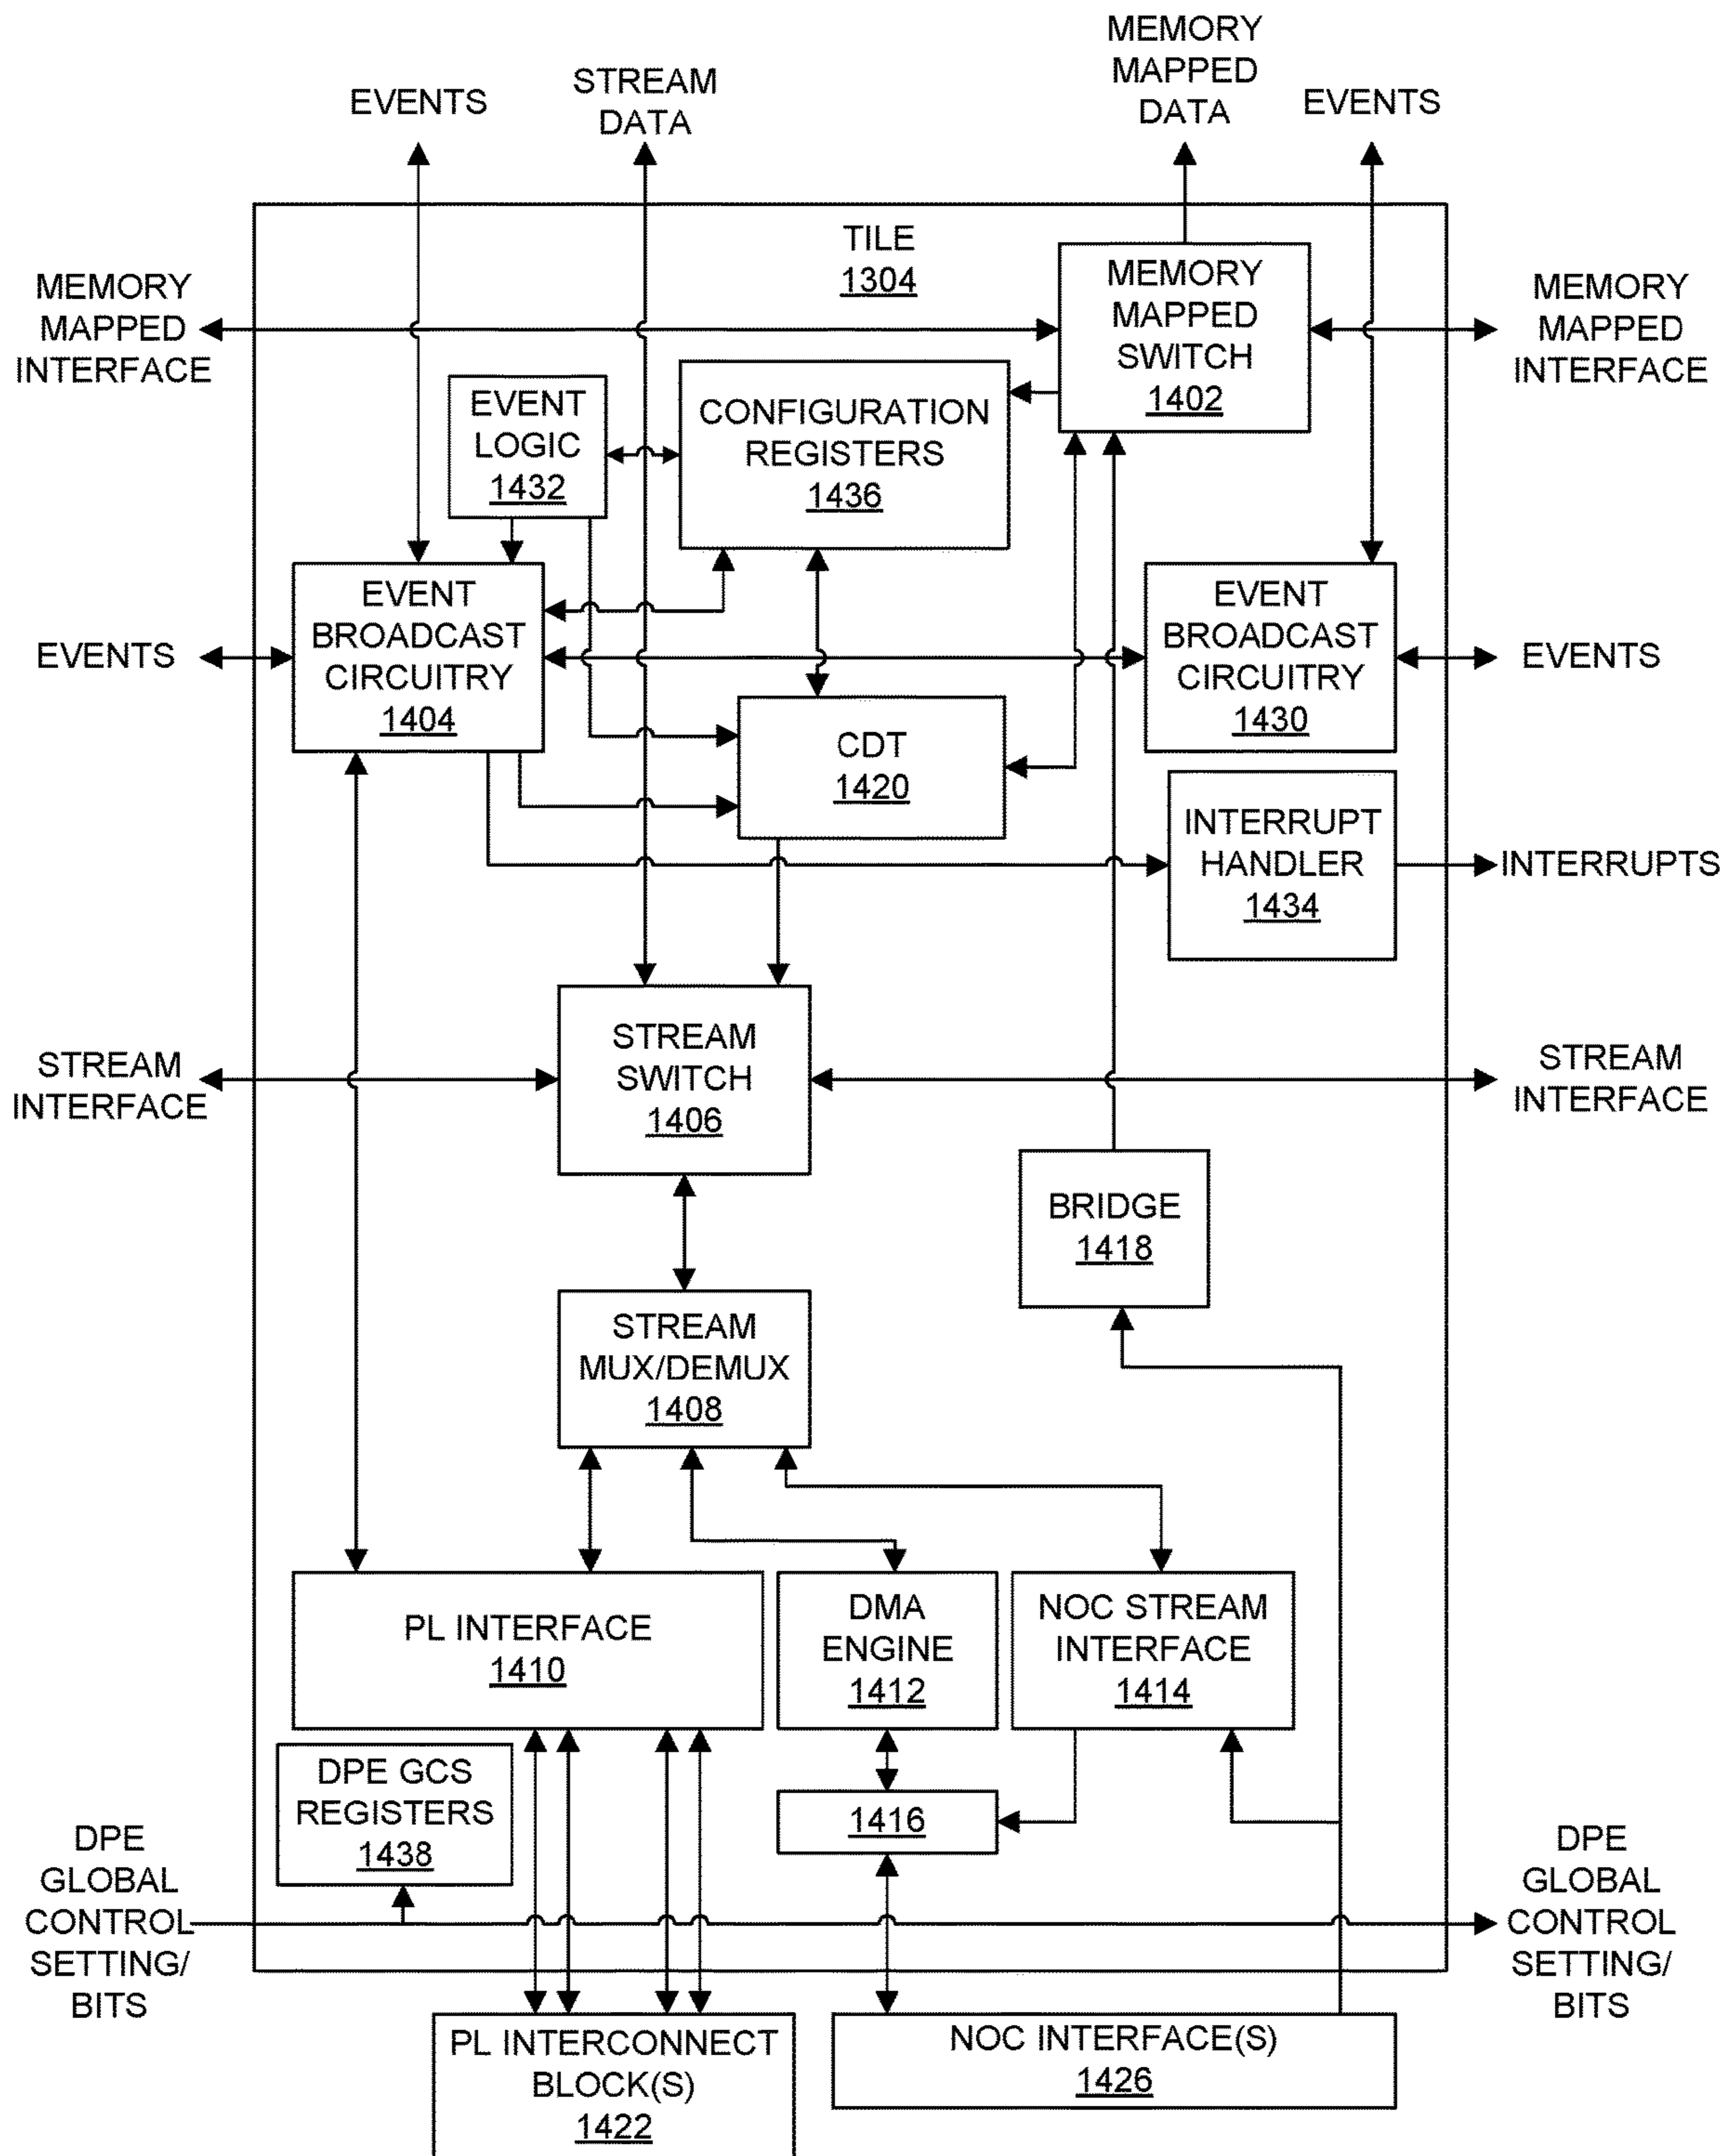 MEMORY
MAPPED
DATA
STREAM
DATA
EVENTS
EVENTS
TILE
1304
MEMORY
MAPPED
INTERFACE
MEMORY
MAPPED
SWITCH
1402
MEMORY
MAPPED
INTERFACE
EVENT
LOGIC
1432
CONFIGURATION
REGISTERS
1436
EVENTS
EVENT
BROADCAST
CIRCUITRY
1404
EVENT
BROADCAST
CIRCUITRY
1430
EVENTS
CDT
1420
INTERRUPT
HANDLER
1434
INTERRUPTS
STREAM
INTERFACE
STREAM
SWITCH
1406
STREAM
INTERFACE
BRIDGE
1418
STREAM
MUX/DEMUX
1408
PL INTERFACE
1410
DMA
ENGINE
1412
NOC STREAM
INTERFACE
1414
DPE GCS
REGISTERS
1438
1416
DPE
GLOBAL
CONTROL
SETTING/
BITS
DPE
GLOBAL
CONTROL
SETTING/
BITS
PL INTERCONNECT
BLOCK(S)
1422
NOC INTERFACE(S)
1426